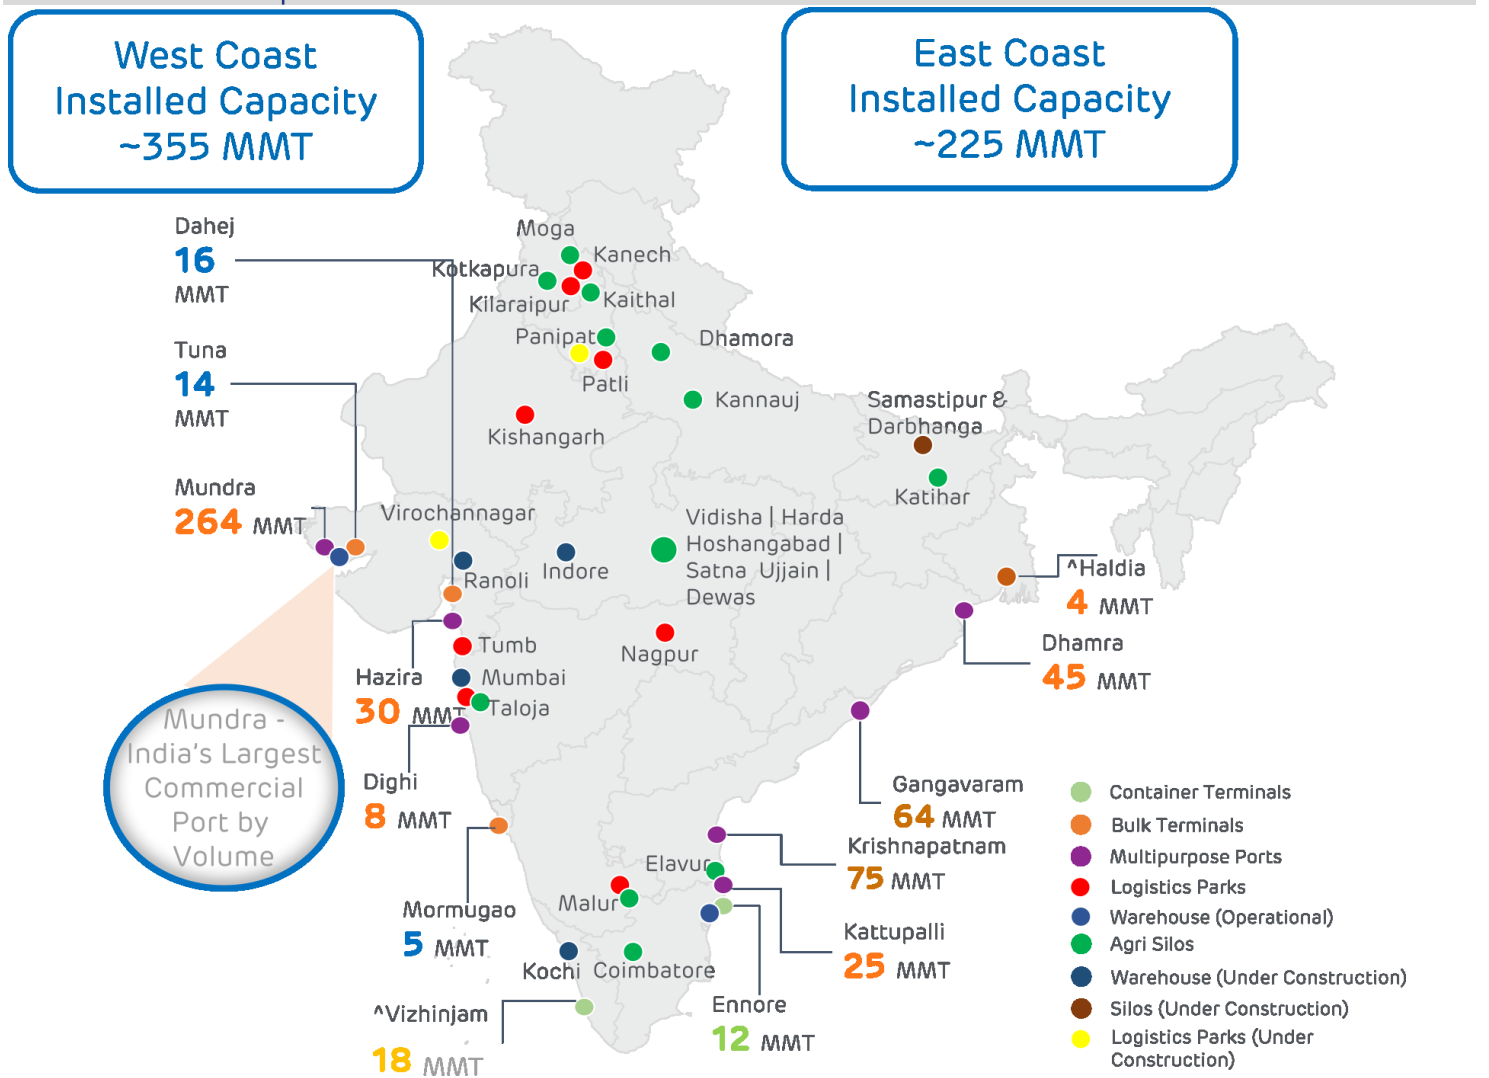 West Coast
Installed Capacity
~355 MMT
East Coast
Installed Capacity
~225 MMT
Dahej
16
MMT
Tuna
14
MMT
Mundra
264 MMT
Moga
Kanech
Kotkapura
Kilaraipur
Kaithal
Panipat
Dhamora
Patli
Kannauj
Kishangarh
Samastipur &
Darbhanga
Katihar
Virochannagar
Ranoli
Indore
Vidisha | Harda
Hoshangabad |
Satna Ujjain |
Dewas
^Haldia
4 MMT
Dhamra
45 MMT
Tumb
Nagpur
Hazira
30 MMT
Mumbai
Taloja
Mundra -
India's Largest
Commercial
Port by
Volume
Dighi
8 MMT
Gangavaram
64 MMT
Krishnapatnam
75 MMT
Elavur
Malur
Mormugao
5 MMT
Kattupalli
25 MMT
Kochi
Coimbatore
Ennore
12 MMT
^Vizhinjam
18 MMT
Container Terminals
Bulk Terminals
Multipurpose Ports
Logistics Parks
Warehouse (Operational)
Agri Silos
Warehouse (Under Construction)
Silos (Under Construction)
Logistics Parks (Under
Construction)